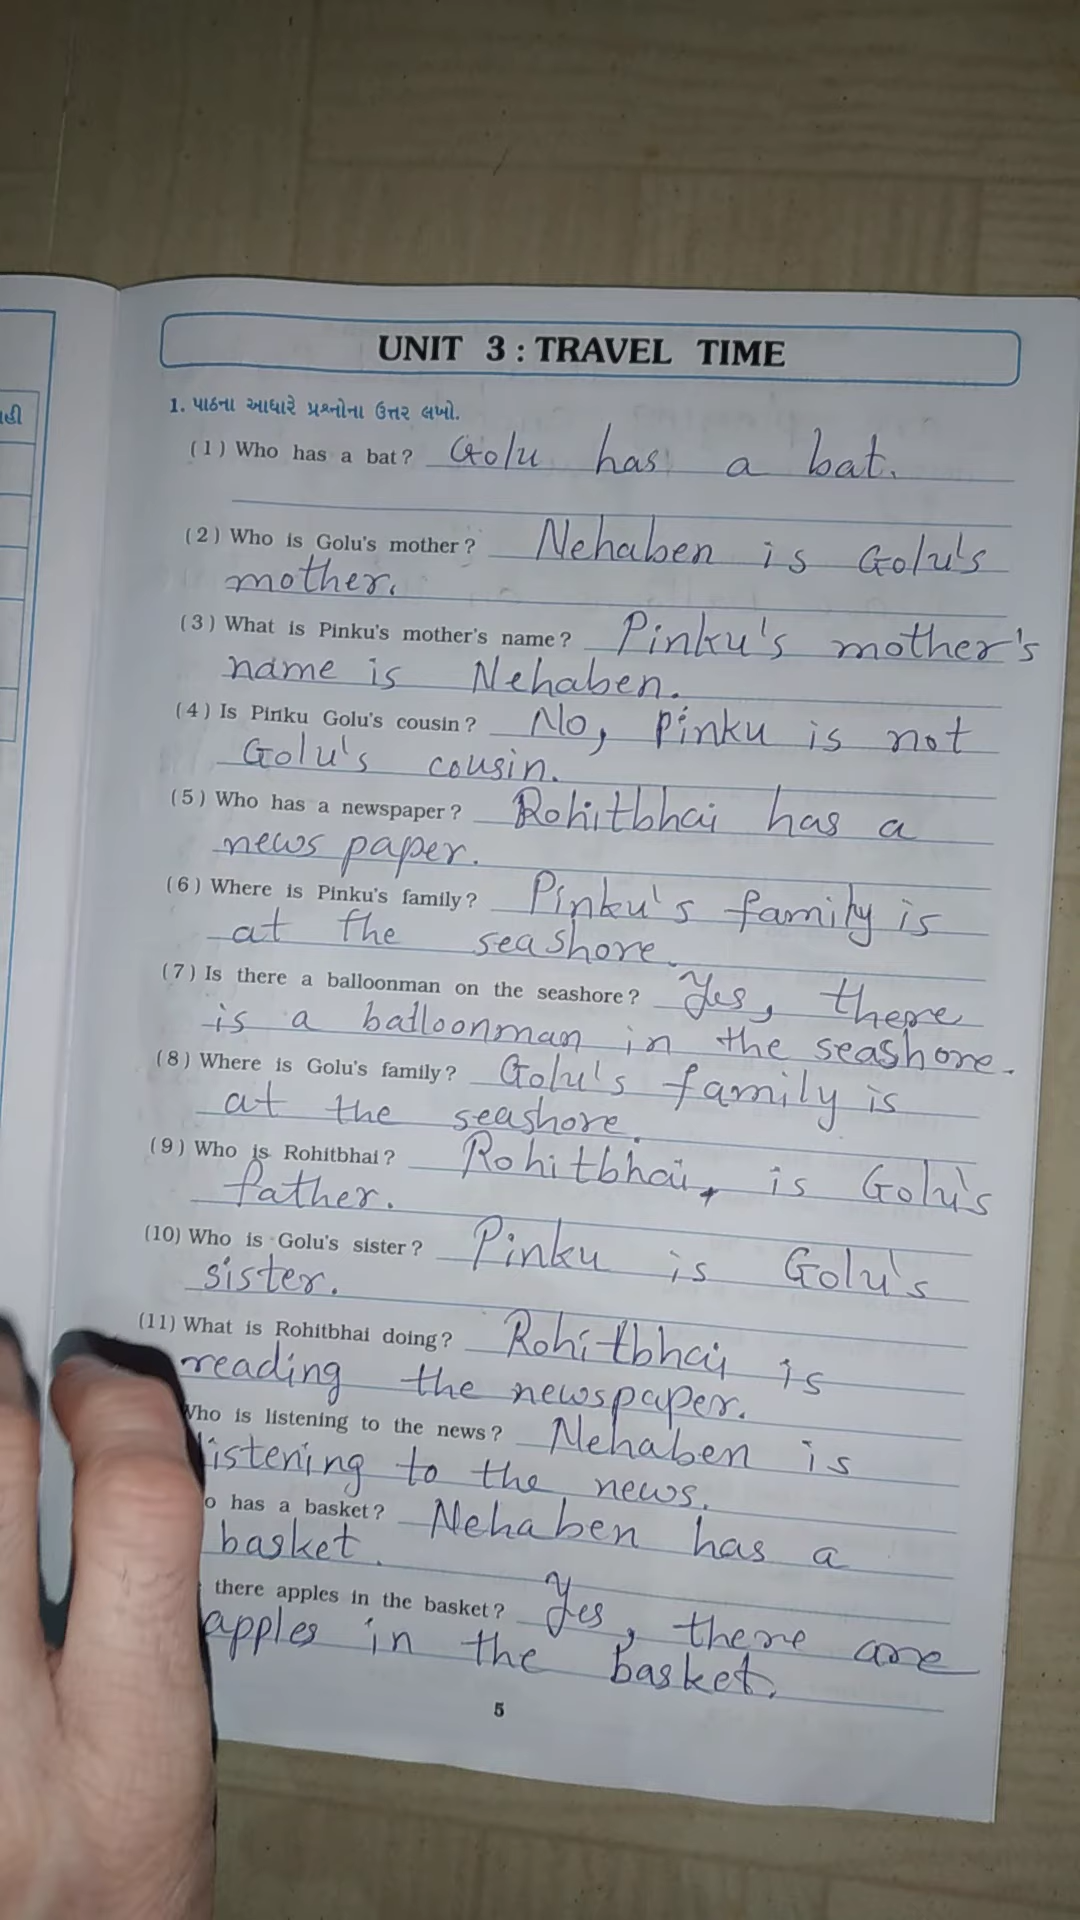 હી
UNIT 3 : TRAVEL TIME
1. પાઠના આધારે પ્રશ્નોના ઉત્તર લખો.
(1) Who has a bat? Golu has a bat.
(2) Who is Golu's mother? Nehaben is Golu's
mother.
(3) What is Pinku's mother's name? Pinku's mother's
name is Nehaben.
(4) Is Pinku Golu's cousin? No, Pinku is not
Golu's cousin.
(5) Who has a newspaper? Rohitbhai has a
news paper.
(6) Where is Pinku's family? Pinku's family is
at the seashore.
(7) Is there a balloonman on the seashore? Yes, there
is a balloonman in the seashore.
(8) Where is Golu's family? Golu's family is
at the seashore.
(9) Who is Rohitbhai? Rohitbhai, is Golu's
father.
(10) Who is Golu's sister? Pinku is Golu's
sister.
(11) What is Rohitbhai doing? Rohitbhai is
reading the newspaper.
Who is listening to the news? Nehaben is
listening to the news.
o has a basket? Nehaben has a
basket.
there apples in the basket? Yes, there are
apples in the basket.
5